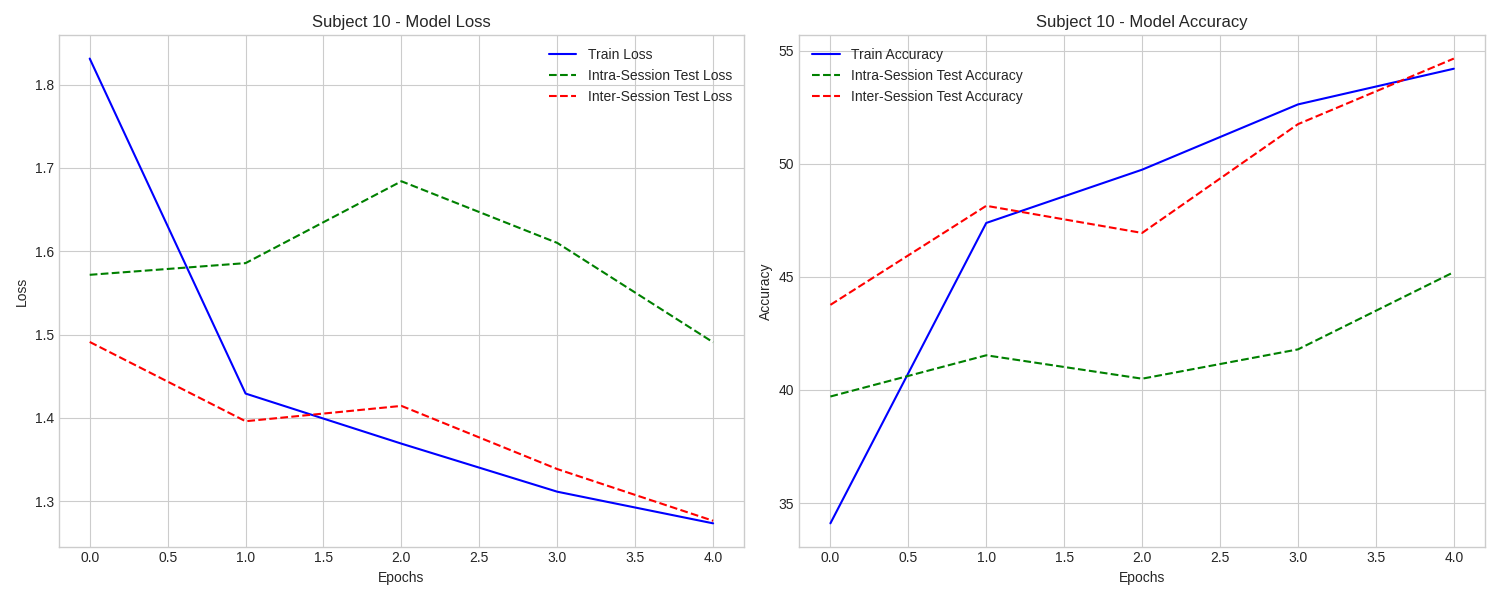 Subject 10 - Model Loss
Train Loss
Intra-Session Test Loss
Inter-Session Test Loss
1.8
1.7
1.6
1.5
1.4
1.3
Loss
0.0 0.5 1.0 1.5 2.0 2.5 3.0 3.5 4.0
Epochs
Subject 10 - Model Accuracy
Train Accuracy
Intra-Session Test Accuracy
Inter-Session Test Accuracy
55
50
45
40
35
Accuracy
0.0 0.5 1.0 1.5 2.0 2.5 3.0 3.5 4.0
Epochs